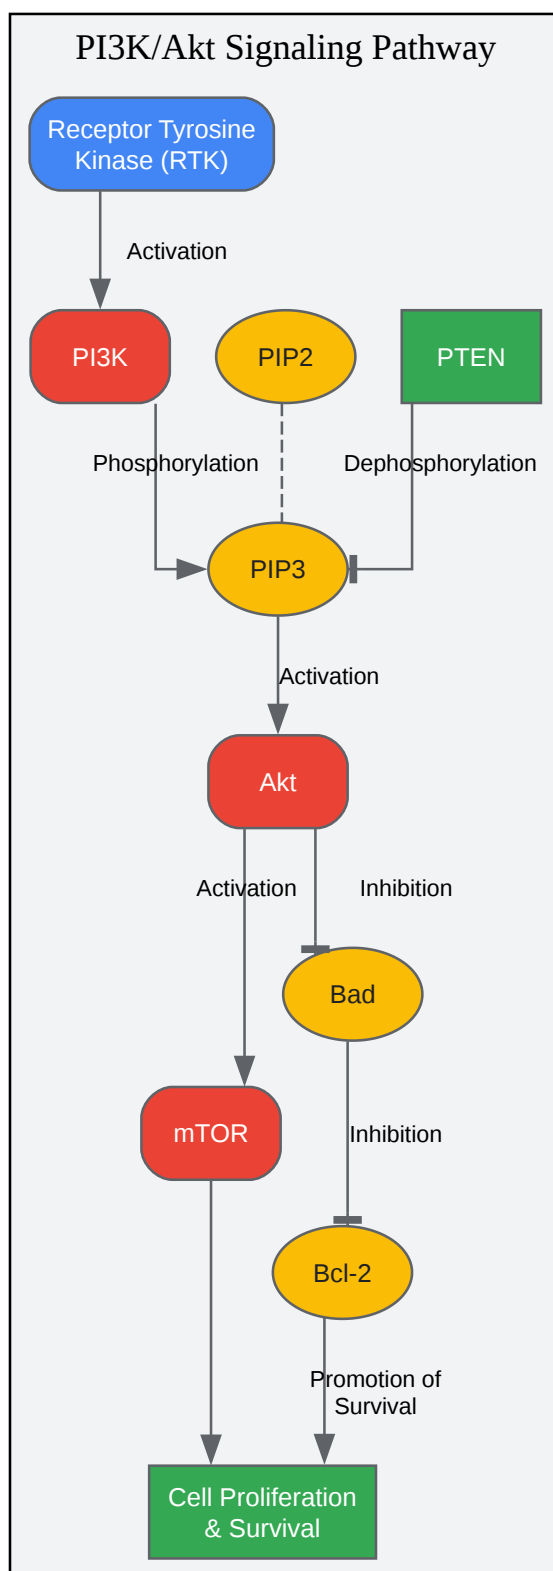 PI3K/Akt Signaling Pathway
Receptor Tyrosine
Kinase (RTK)
Activation
PI3K
PIP2
PTEN
Phosphorylation
Dephosphorylation
PIP3
Activation
Akt
Activation
Inhibition
Bad
mTOR
Inhibition
Bcl-2
Promotion of
Survival
Cell Proliferation
& Survival